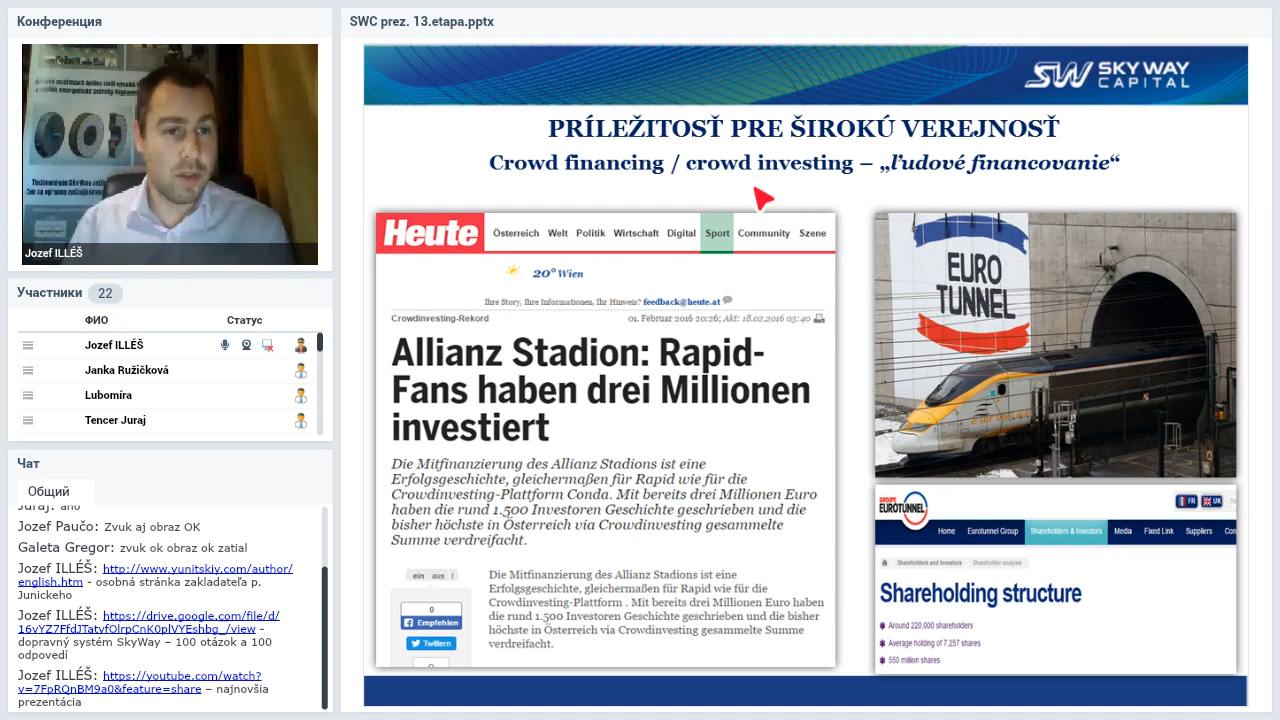 Конференция
Jozef ILLÉŠ
Участники 22
ФИО Статус
Jozef ILLÉŠ
Janka Ružičková
Lubomíra
Tencer Juraj
Чат
Общий
Juraj: ano
Jozef Paučo: Zvuk aj obraz OK
Galeta Gregor: zvuk ok obraz ok zatial
Jozef ILLÉŠ: http://www.yunitskiy.com/author/
english.htm - osobná stránka zakladateľa p.
Junickeho
Jozef ILLÉŠ: https://drive.google.com/file/d/
16vYZ7FfdJTatvfOlrpCnK0plVYEshbg_/view -
dopravný systém SkyWay – 100 otázok a 100
odpovedí
Jozef ILLÉŠ: https://youtube.com/watch?
v=7FpRQnBM9a0&feature=share – najnovšia
prezentácia
SWC prez. 13.etapa.pptx
SW SKY WAY
CAPITAL
PRÍLEŽITOSŤ PRE ŠIROKÚ VEREJNOSŤ
Crowd financing / crowd investing – „ľudové financovanie“
Heute Österreich Welt Politik Wirtschaft Digital Sport Community Szene
20° Wien
Ihre Story, Ihre Informationen, Ihr Hinweis? feedback@heute.at
Crowdinvesting-Rekord 01. Februar 2016 20:26; Akt: 18.02.2016 03:40
Allianz Stadion: Rapid-
Fans haben drei Millionen
investiert
Die Mitfinanzierung des Allianz Stadions ist eine
Erfolgsgeschichte, gleichermaßen für Rapid wie für die
Crowdinvesting-Plattform Conda. Mit bereits drei Millionen Euro
haben die rund 1.500 Investoren Geschichte geschrieben und die
bisher höchste in Österreich via Crowdinvesting gesammelte
Summe verdreifacht.
ein aus
0
Empfehlen
Twittern
0
Die Mitfinanzierung des Allianz Stadions ist eine
Erfolgsgeschichte, gleichermaßen für Rapid wie für die
Crowdinvesting-Plattform . Mit bereits drei Millionen Euro haben
die rund 1.500 Investoren Geschichte geschrieben und die bisher
höchste in Österreich via Crowdinvesting gesammelte Summe
verdreifacht.
EURO
TUNNEL
GROUPE
EUROTUNNEL
FR UK
Home Eurotunnel Group Shareholders & Investors Media Fixed Link Suppliers Con
Shareholders and Investors Shareholder analysis
Shareholding structure
Around 220,000 shareholders
Average holding of 7,257 shares
550 million shares